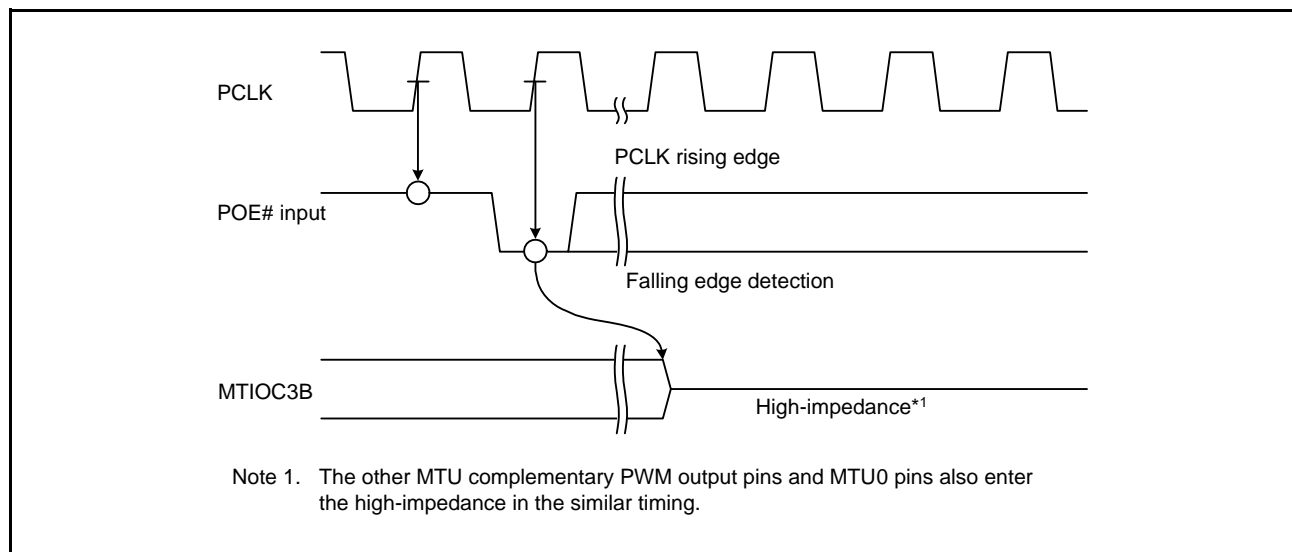 PCLK
PCLK rising edge
POE# input
Falling edge detection
MTIOC3B
High-impedance*1
Note 1. The other MTU complementary PWM output pins and MTU0 pins also enter
the high-impedance in the similar timing.